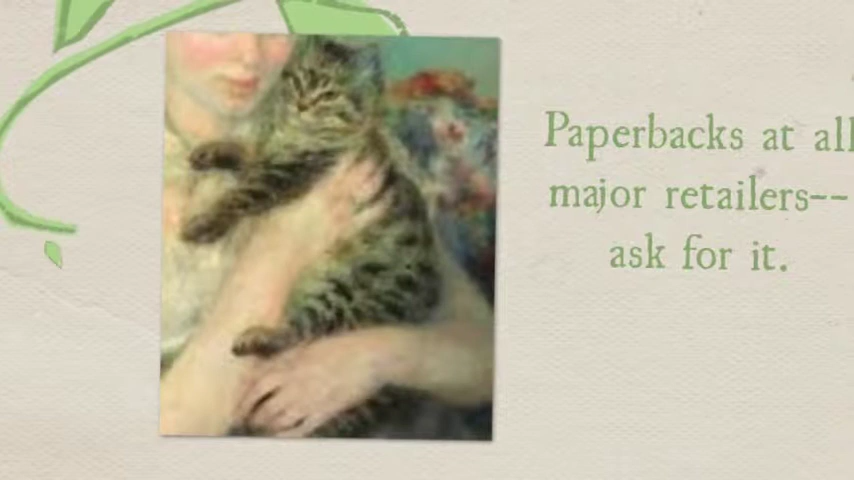 Paperbacks at all
major retailers--
ask for it.